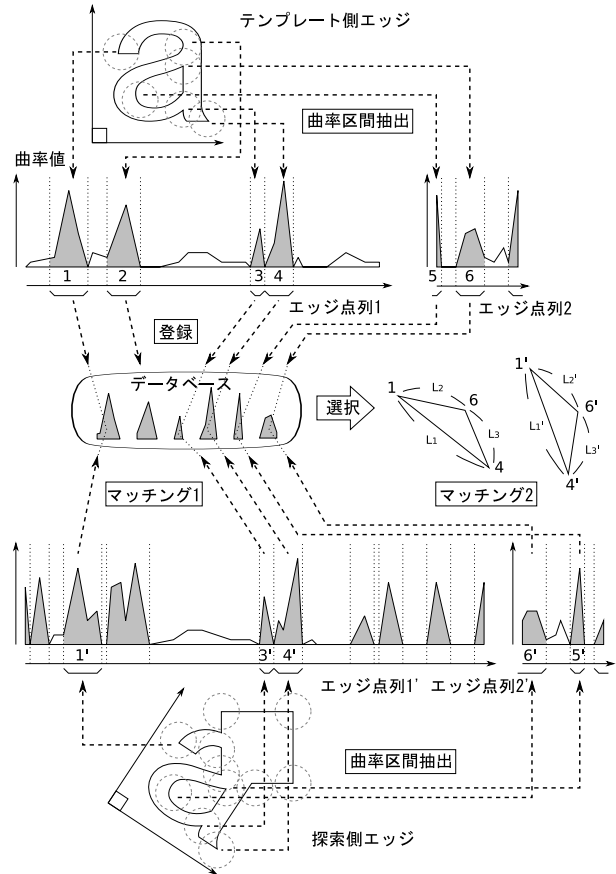 テンプレート側エッジ
曲率区間抽出
曲率値
1 2 3 4 5 6
エッジ点列1 エッジ点列2
登録
データベース
選択
1 L2 6 L1 L3 4
1' L2' 6' L1' L3' 4'
マッチング1
マッチング2
1' 3' 4' 6' 5'
エッジ点列1' エッジ点列2'
曲率区間抽出
探索側エッジ